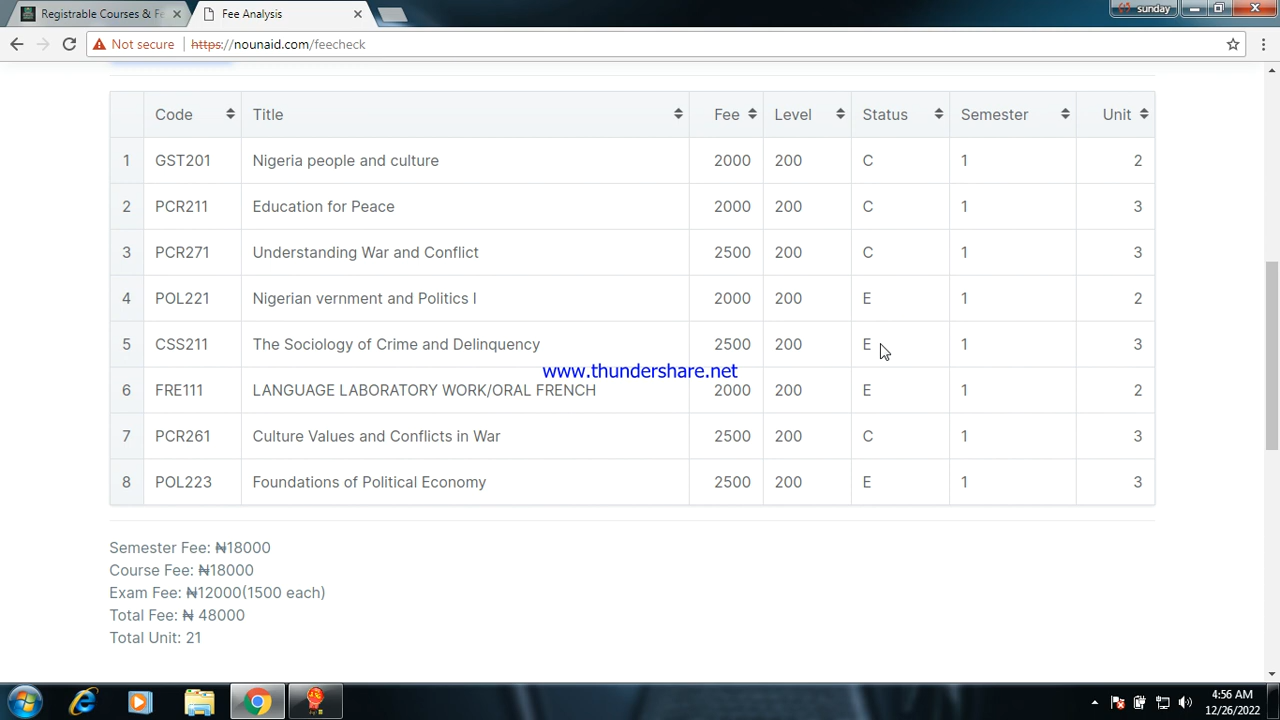 Registrable Courses & Fe
Fee Analysis
sunday
Not secure
https://nounaid.com/feecheck
Code Title Fee Level Status Semester Unit
1 GST201 Nigeria people and culture 2000 200 C 1 2
2 PCR211 Education for Peace 2000 200 C 1 3
3 PCR271 Understanding War and Conflict 2500 200 C 1 3
4 POL221 Nigerian vernment and Politics I 2000 200 E 1 2
5 CSS211 The Sociology of Crime and Delinquency 2500 200 E 1 3
www.thundershare.net
6 FRE111 LANGUAGE LABORATORY WORK/ORAL FRENCH 2000 200 E 1 2
7 PCR261 Culture Values and Conflicts in War 2500 200 C 1 3
8 POL223 Foundations of Political Economy 2500 200 E 1 3
Semester Fee: ₦18000
Course Fee: ₦18000
Exam Fee: ₦12000(1500 each)
Total Fee: ₦ 48000
Total Unit: 21
4:56 AM
12/26/2022